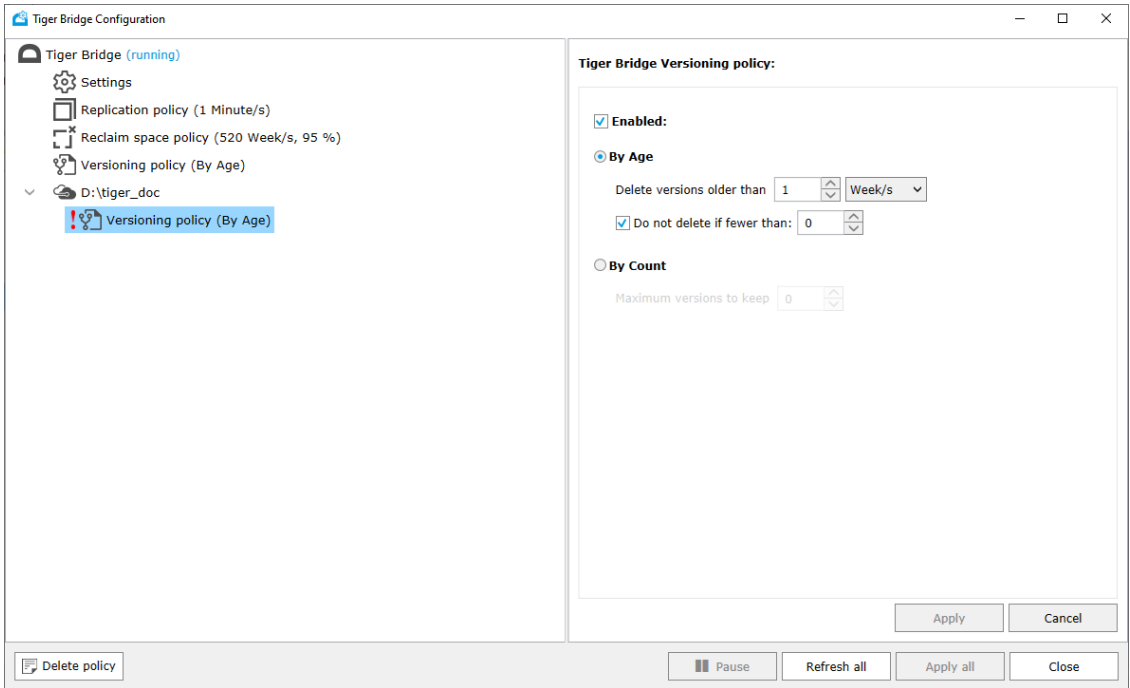 Tiger Bridge Configuration
Tiger Bridge (running)
Settings
Replication policy (1 Minute/s)
Reclaim space policy (520 Week/s, 95 %)
Versioning policy (By Age)
D:\tiger_doc
Versioning policy (By Age)
Tiger Bridge Versioning policy:
Enabled:
By Age
Delete versions older than 1 Week/s
Do not delete if fewer than: 0
By Count
Maximum versions to keep 0
Apply Cancel
Delete policy Pause Refresh all Apply all Close